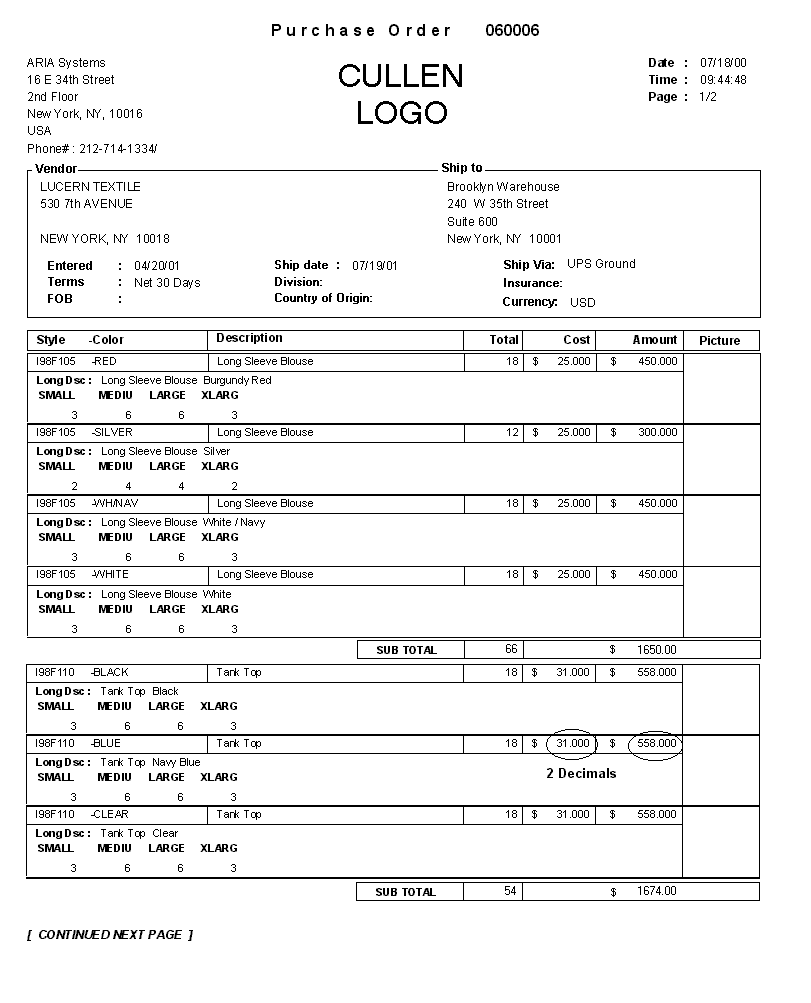 Purchase Order 060006
ARIA Systems
16 E 34th Street
2nd Floor
New York, NY, 10016
USA
Phone# : 212-714-1334/
CULLEN
LOGO
Date : 07/18/00
Time : 09:44:48
Page : 1/2
Vendor
LUCERN TEXTILE
530 7th AVENUE
NEW YORK, NY 10018
Ship to
Brooklyn Warehouse
240 W 35th Street
Suite 600
New York, NY 10001
Entered : 04/20/01 Ship date : 07/19/01 Ship Via: UPS Ground
Terms : Net 30 Days Division: Insurance:
FOB : Country of Origin: Currency: USD
Style -Color Description Total Cost Amount Picture
I98F105 -RED Long Sleeve Blouse 18 $ 25.000 $ 450.000
Long Dsc : Long Sleeve Blouse Burgundy Red
SMALL MEDIU LARGE XLARG
3 6 6 3
I98F105 -SILVER Long Sleeve Blouse 12 $ 25.000 $ 300.000
Long Dsc : Long Sleeve Blouse Silver
SMALL MEDIU LARGE XLARG
2 4 4 2
I98F105 -WH/NAV Long Sleeve Blouse 18 $ 25.000 $ 450.000
Long Dsc : Long Sleeve Blouse White / Navy
SMALL MEDIU LARGE XLARG
3 6 6 3
I98F105 -WHITE Long Sleeve Blouse 18 $ 25.000 $ 450.000
Long Dsc : Long Sleeve Blouse White
SMALL MEDIU LARGE XLARG
3 6 6 3
SUB TOTAL 66 $ 1650.00
I98F110 -BLACK Tank Top 18 $ 31.000 $ 558.000
Long Dsc : Tank Top Black
SMALL MEDIU LARGE XLARG
3 6 6 3
I98F110 -BLUE Tank Top 18 $ 31.000 $ 558.000
Long Dsc : Tank Top Navy Blue
2 Decimals
SMALL MEDIU LARGE XLARG
3 6 6 3
I98F110 -CLEAR Tank Top 18 $ 31.000 $ 558.000
Long Dsc : Tank Top Clear
SMALL MEDIU LARGE XLARG
3 6 6 3
SUB TOTAL 54 $ 1674.00
[ CONTINUED NEXT PAGE ]